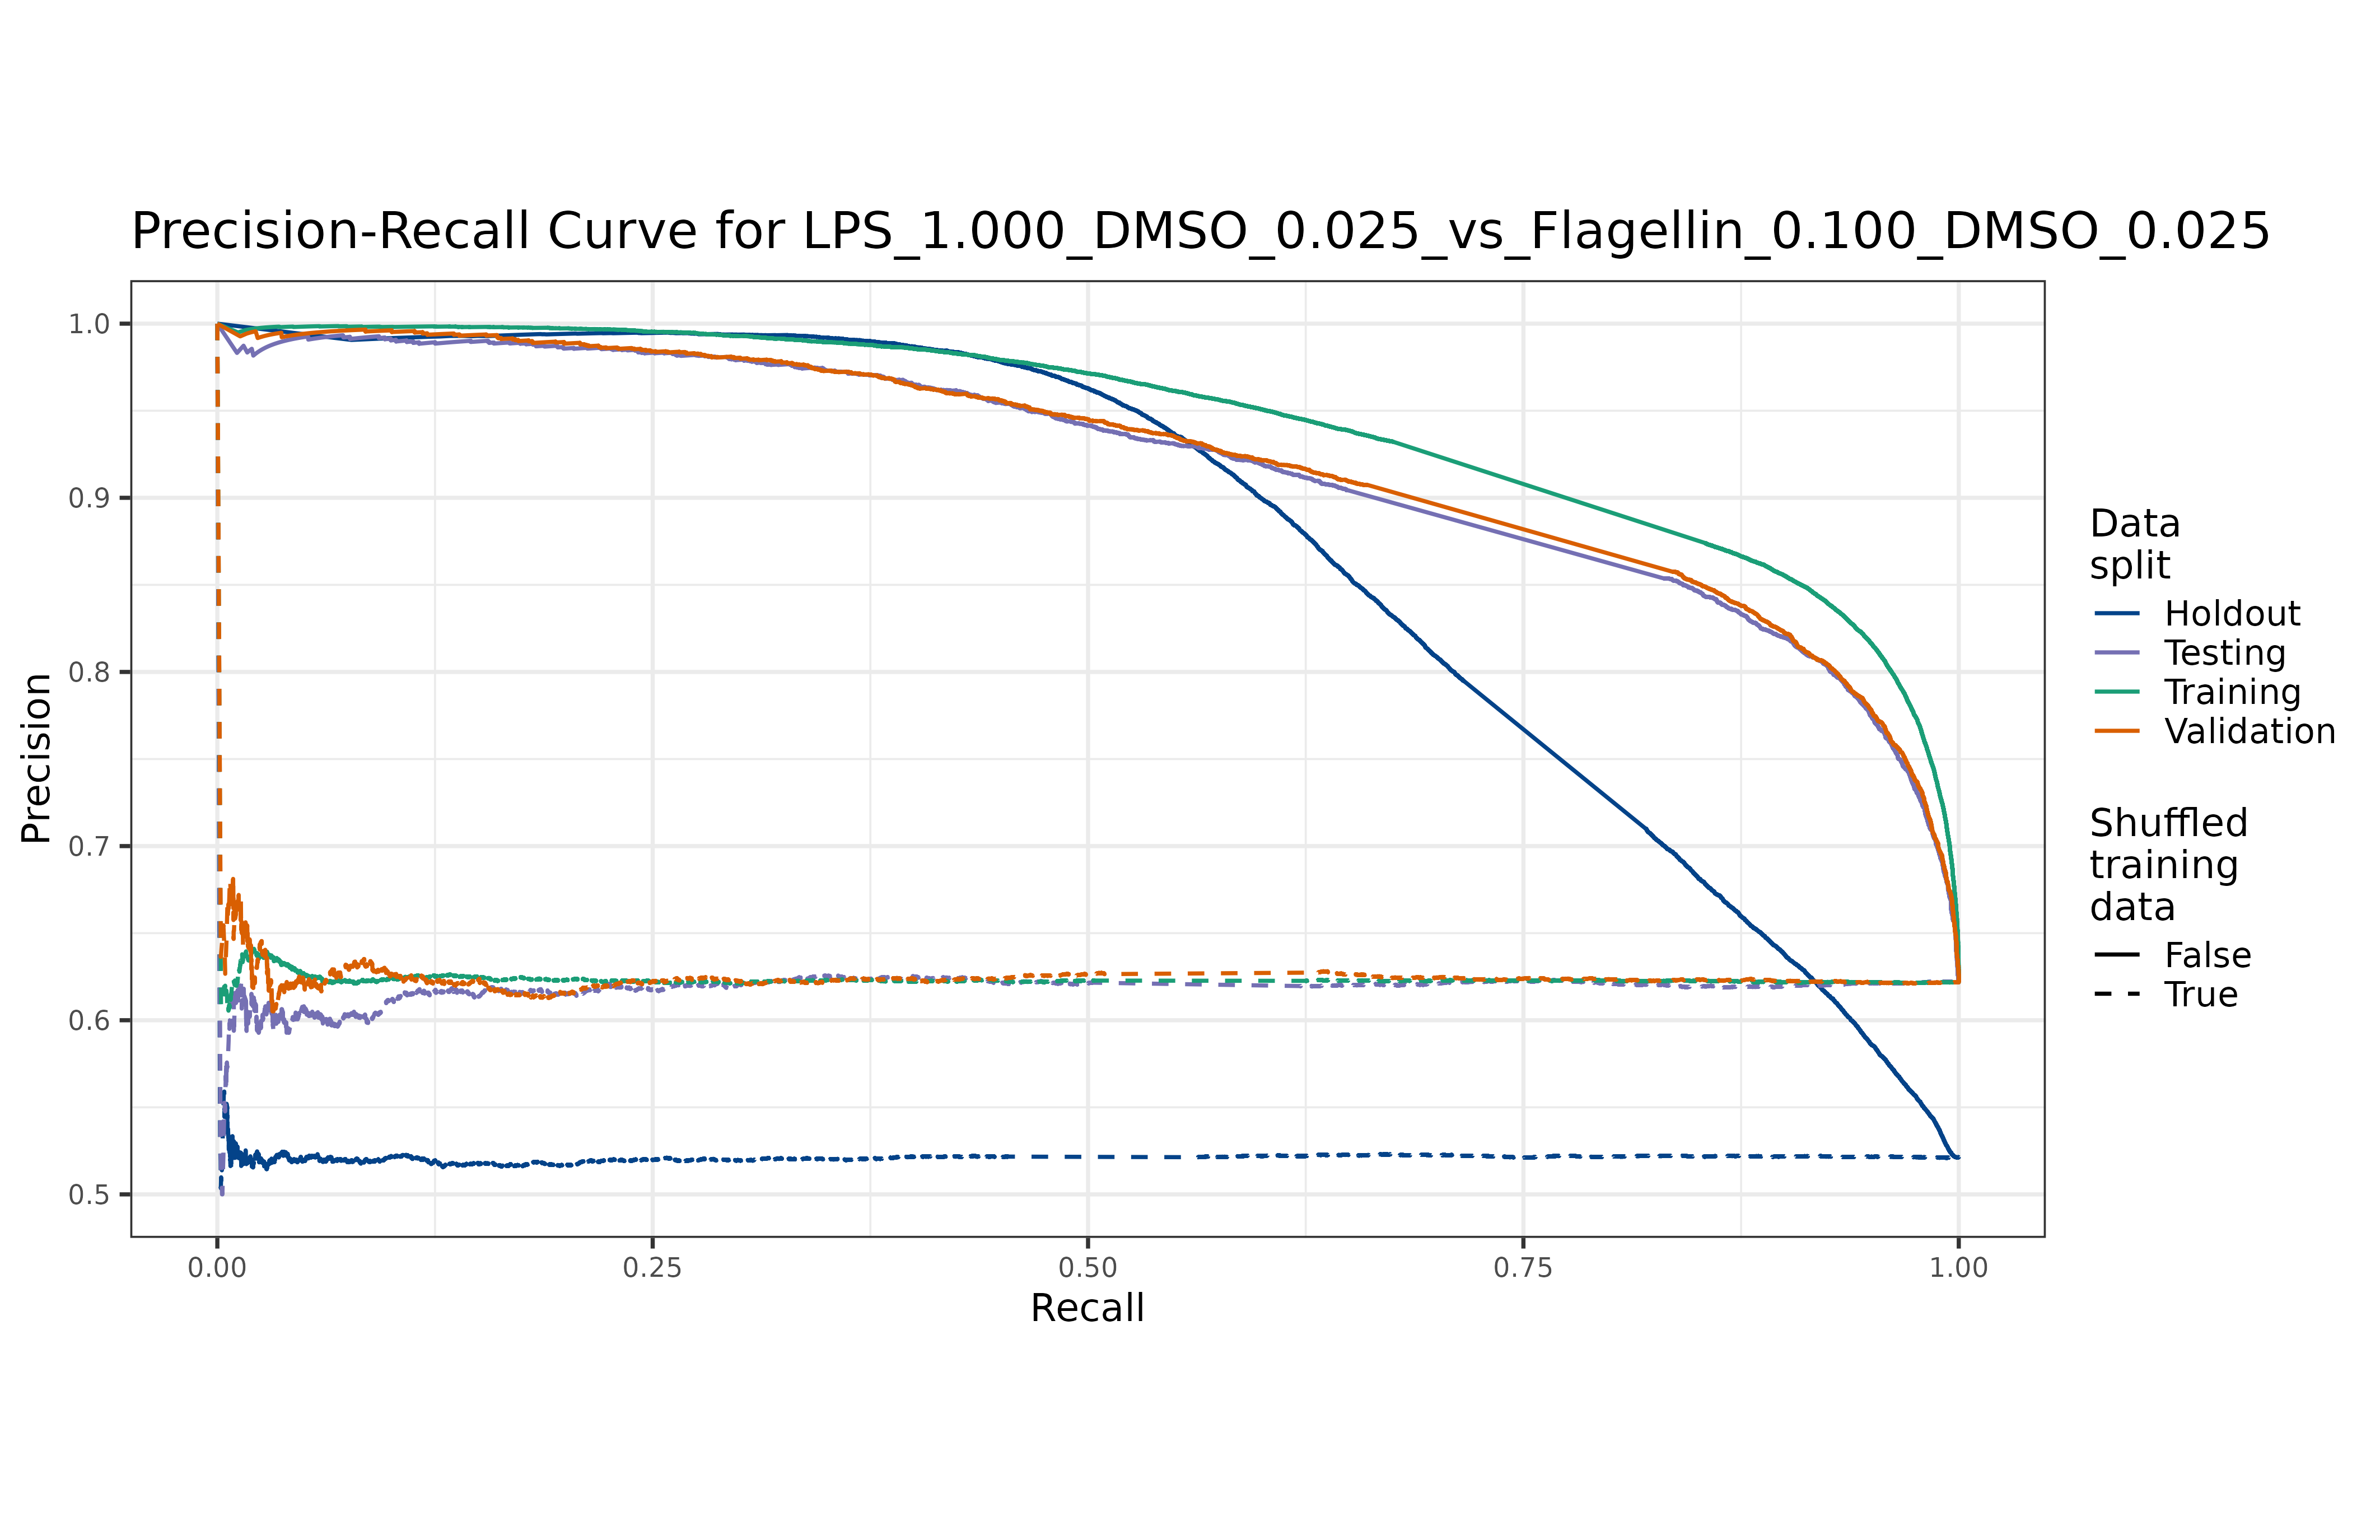 Precision-Recall Curve for LPS_1.000_DMSO_0.025_vs_Flagellin_0.100_DMSO_0.025
1.0
0.9
0.8
0.7
0.6
0.5
Precision
0.00
0.25
0.50
0.75
1.00
Recall
Data
split
Holdout
Testing
Training
Validation
Shuffled
training
data
False
True